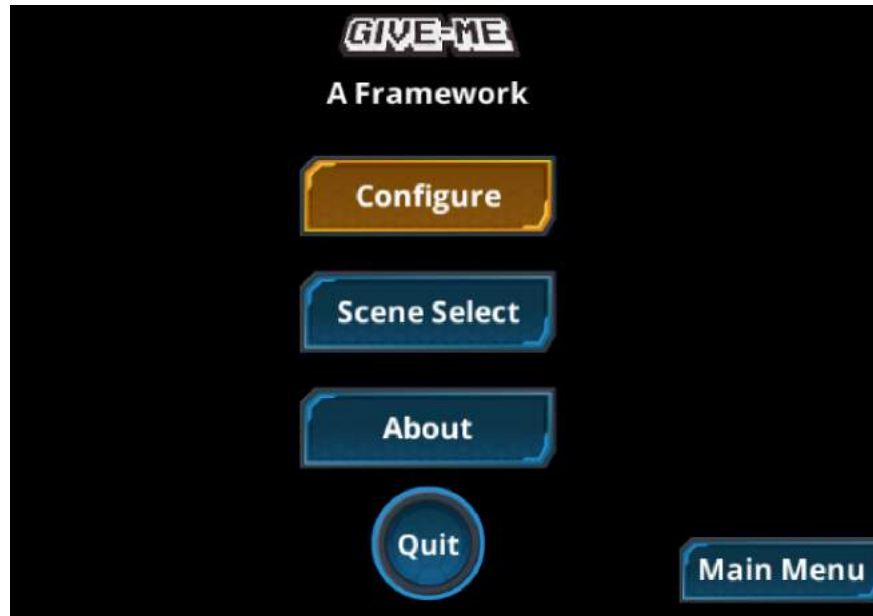 GIVE-ME
A Framework
Configure
Scene Select
About
Quit
Main Menu